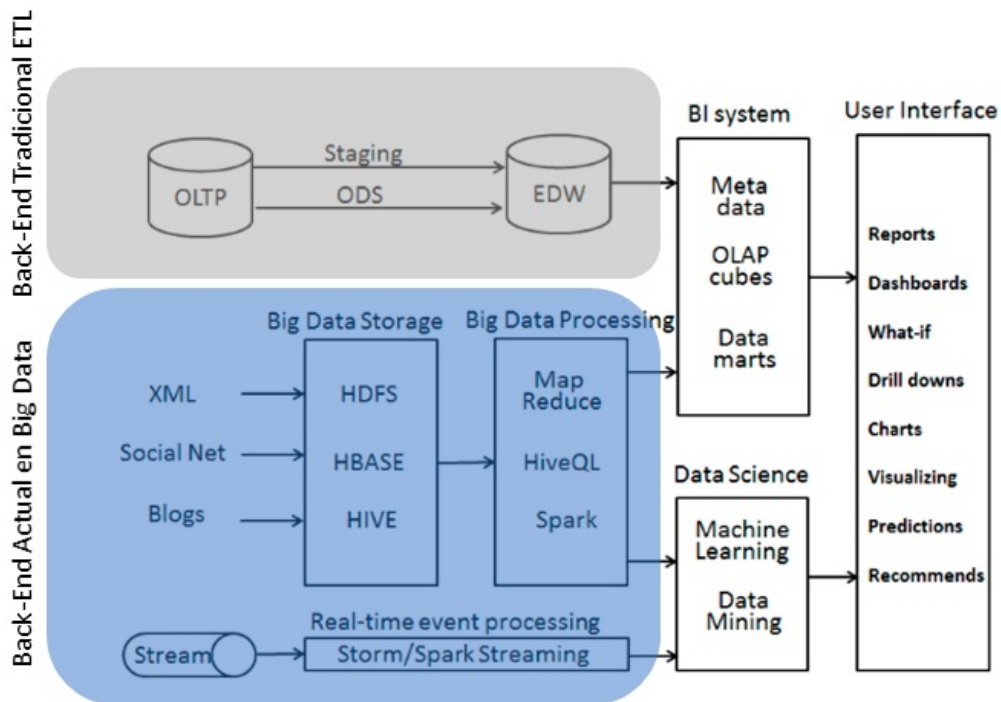 Back-End Tradicional ETL
OLTP
Staging
ODS
EDW
BI system
Meta
data
OLAP
cubes
Data
marts
User Interface
Reports
Dashboards
What-if
Drill downs
Charts
Visualizing
Predictions
Recommends
Back-End Actual en Big Data
XML
Social Net
Blogs
Big Data Storage
HDFS
HBASE
HIVE
Big Data Processing
Map
Reduce
HiveQL
Spark
Data Science
Machine
Learning
Data
Mining
Stream
Real-time event processing
Storm/Spark Streaming